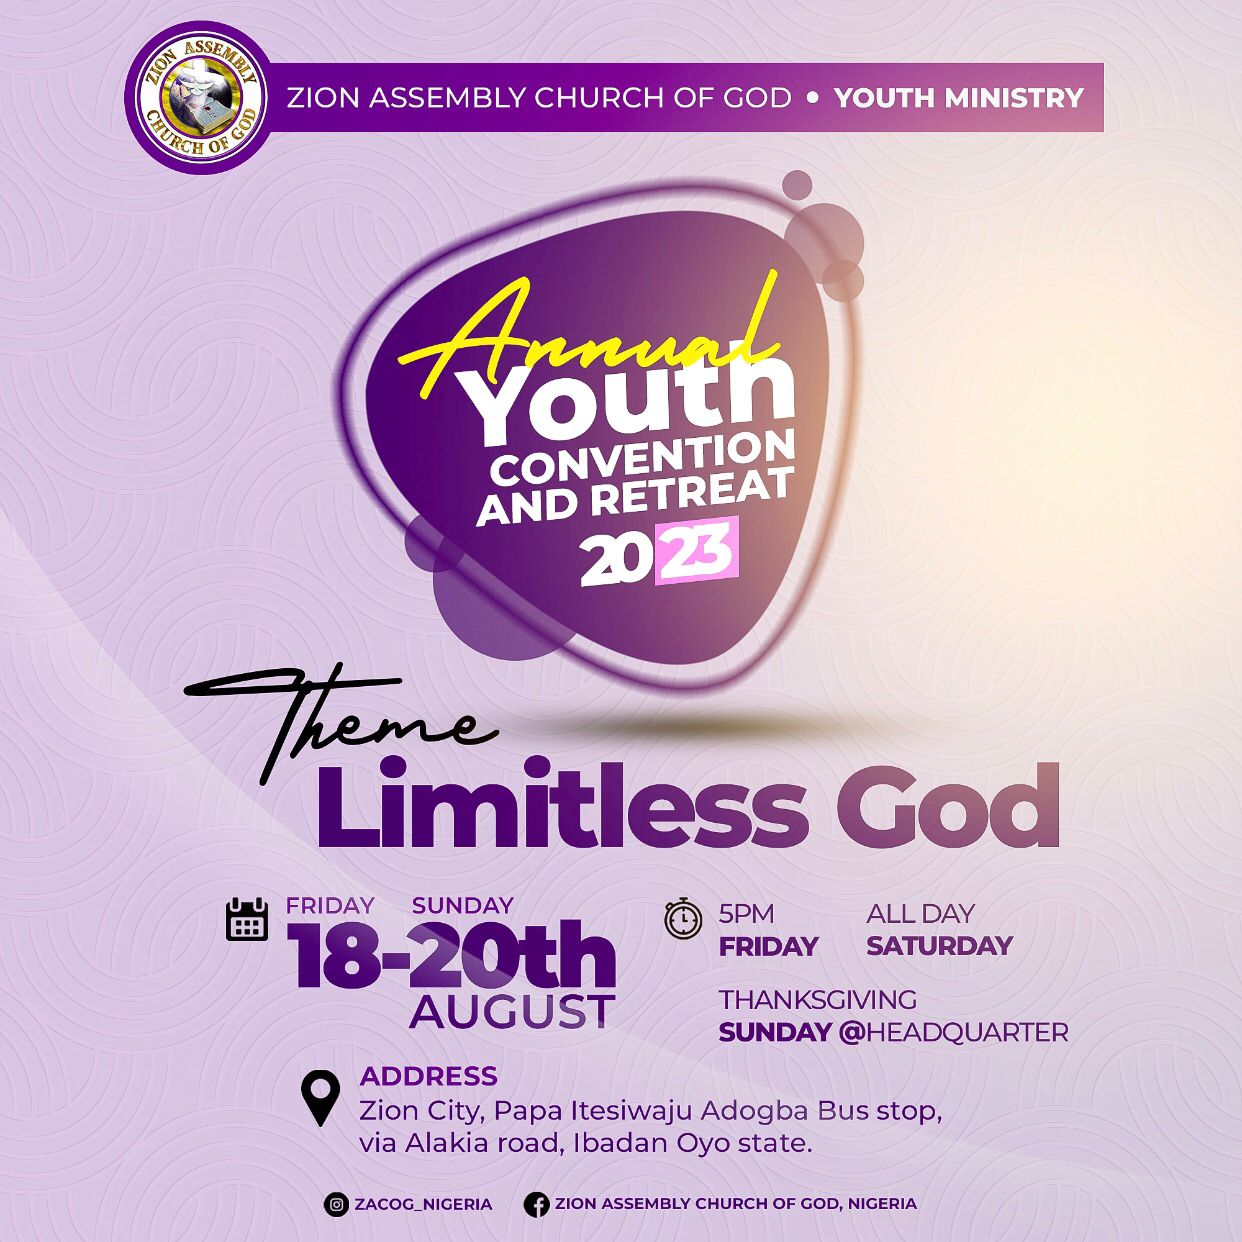 ZION ASSEMBLY
CHURCH OF GOD
ZION ASSEMBLY CHURCH OF GOD • YOUTH MINISTRY
Annual
Youth
CONVENTION
AND RETREAT
2023
Theme
Limitless God
FRIDAY SUNDAY
18-20th
AUGUST
5PM
FRIDAY
ALL DAY
SATURDAY
THANKSGIVING
SUNDAY @HEADQUARTER
ADDRESS
Zion City, Papa Itesiwaju Adogba Bus stop,
via Alakia road, Ibadan Oyo state.
ZACOG_NIGERIA
ZION ASSEMBLY CHURCH OF GOD, NIGERIA